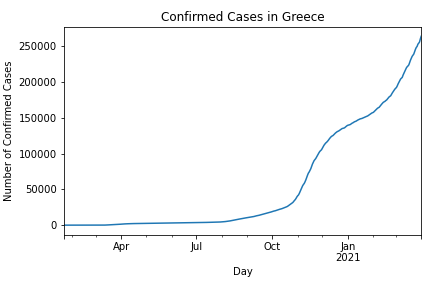 Confirmed Cases in Greece
250000
200000
150000
100000
50000
0
Number of Confirmed Cases
Apr
Jul
Oct
Jan
2021
Day